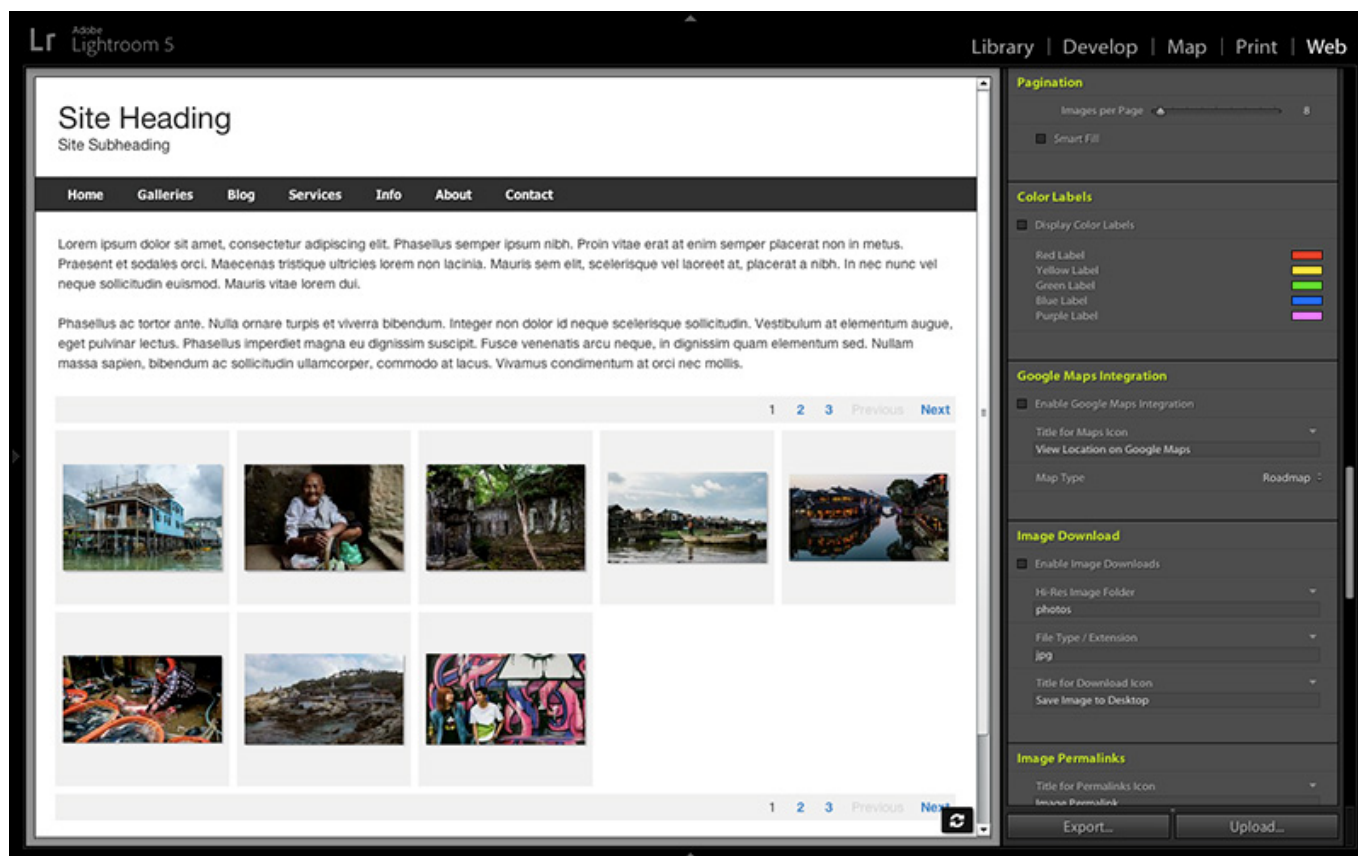 Lr Adobe
Lightroom 5
Library | Develop | Map | Print | Web
Site Heading
Site Subheading
Home Galleries Blog Services Info About Contact
Lorem ipsum dolor sit amet, consectetur adipiscing elit. Phasellus semper ipsum nibh. Proin vitae erat at enim semper placerat non in metus.
Praesent et sodales orci. Maecenas tristique ultricies lorem non lacinia. Mauris sem elit, scelerisque vel laoreet at, placerat a nibh. In nec nunc vel
neque sollicitudin euismod. Mauris vitae lorem dui.
Phasellus ac tortor ante. Nulla ornare turpis et viverra bibendum. Integer non dolor id neque scelerisque sollicitudin. Vestibulum at elementum augue,
eget pulvinar lectus. Phasellus imperdiet magna eu dignissim suscipit. Fusce venenatis arcu neque, in dignissim quam elementum sed. Nullam
massa sapien, bibendum ac sollicitudin ullamcorper, commodo at lacus. Vivamus condimentum at orci nec mollis.
1 2 3 Previous Next
1 2 3 Previous Next
Pagination
Images per Page 8
Smart Fill
Color Labels
Display Color Labels
Red Label
Yellow Label
Green Label
Blue Label
Purple Label
Google Maps Integration
Enable Google Maps Integration
Title for Maps Icon
View Location on Google Maps
Map Type Roadmap
Image Download
Enable Image Downloads
Hi-Res Image Folder
photos
File Type / Extension
jpg
Title for Download Icon
Save Image to Desktop
Image Permalinks
Title for Permalinks Icon
Image Permalink
Export... Upload...